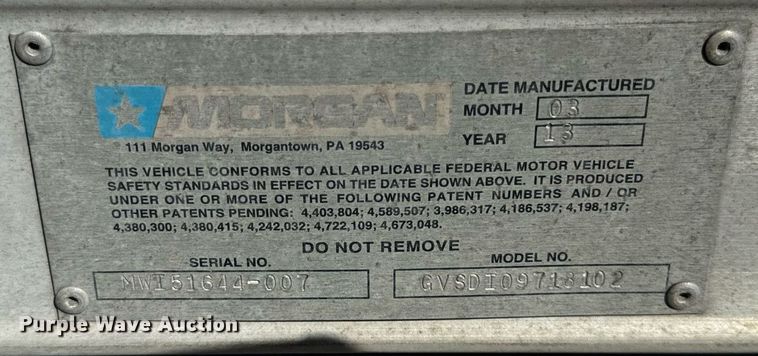 MORGAN
DATE MANUFACTURED
MONTH 03
YEAR 13
111 Morgan Way, Morgantown, PA 19543
THIS VEHICLE CONFORMS TO ALL APPLICABLE FEDERAL MOTOR VEHICLE
SAFETY STANDARDS IN EFFECT ON THE DATE SHOWN ABOVE. IT IS PRODUCED
UNDER ONE OR MORE OF THE FOLLOWING PATENT NUMBERS AND / OR
OTHER PATENTS PENDING: 4,403,804; 4,589,507; 3,986,317; 4,186,537; 4,198,187;
4,380,300; 4,380,415; 4,242,032; 4,722,109; 4,673,048.
DO NOT REMOVE
SERIAL NO. MODEL NO.
MWI51644-007 GVSDI09718102
Purple Wave Auction